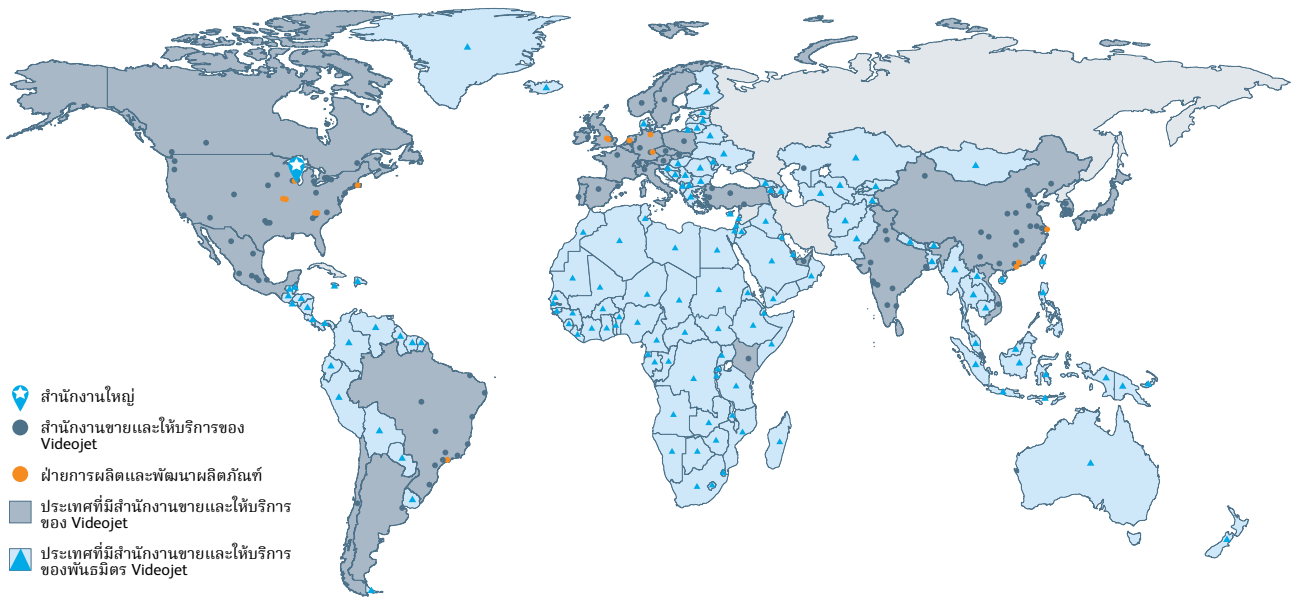 สำนักงานใหญ่
สำนักงานขายและให้บริการของ
Videojet
ฝ่ายการผลิตและพัฒนาผลิตภัณฑ์
ประเทศที่มีสำนักงานขายและให้บริการ
ของ Videojet
ประเทศที่มีสำนักงานขายและให้บริการ
ของพันธมิตร Videojet